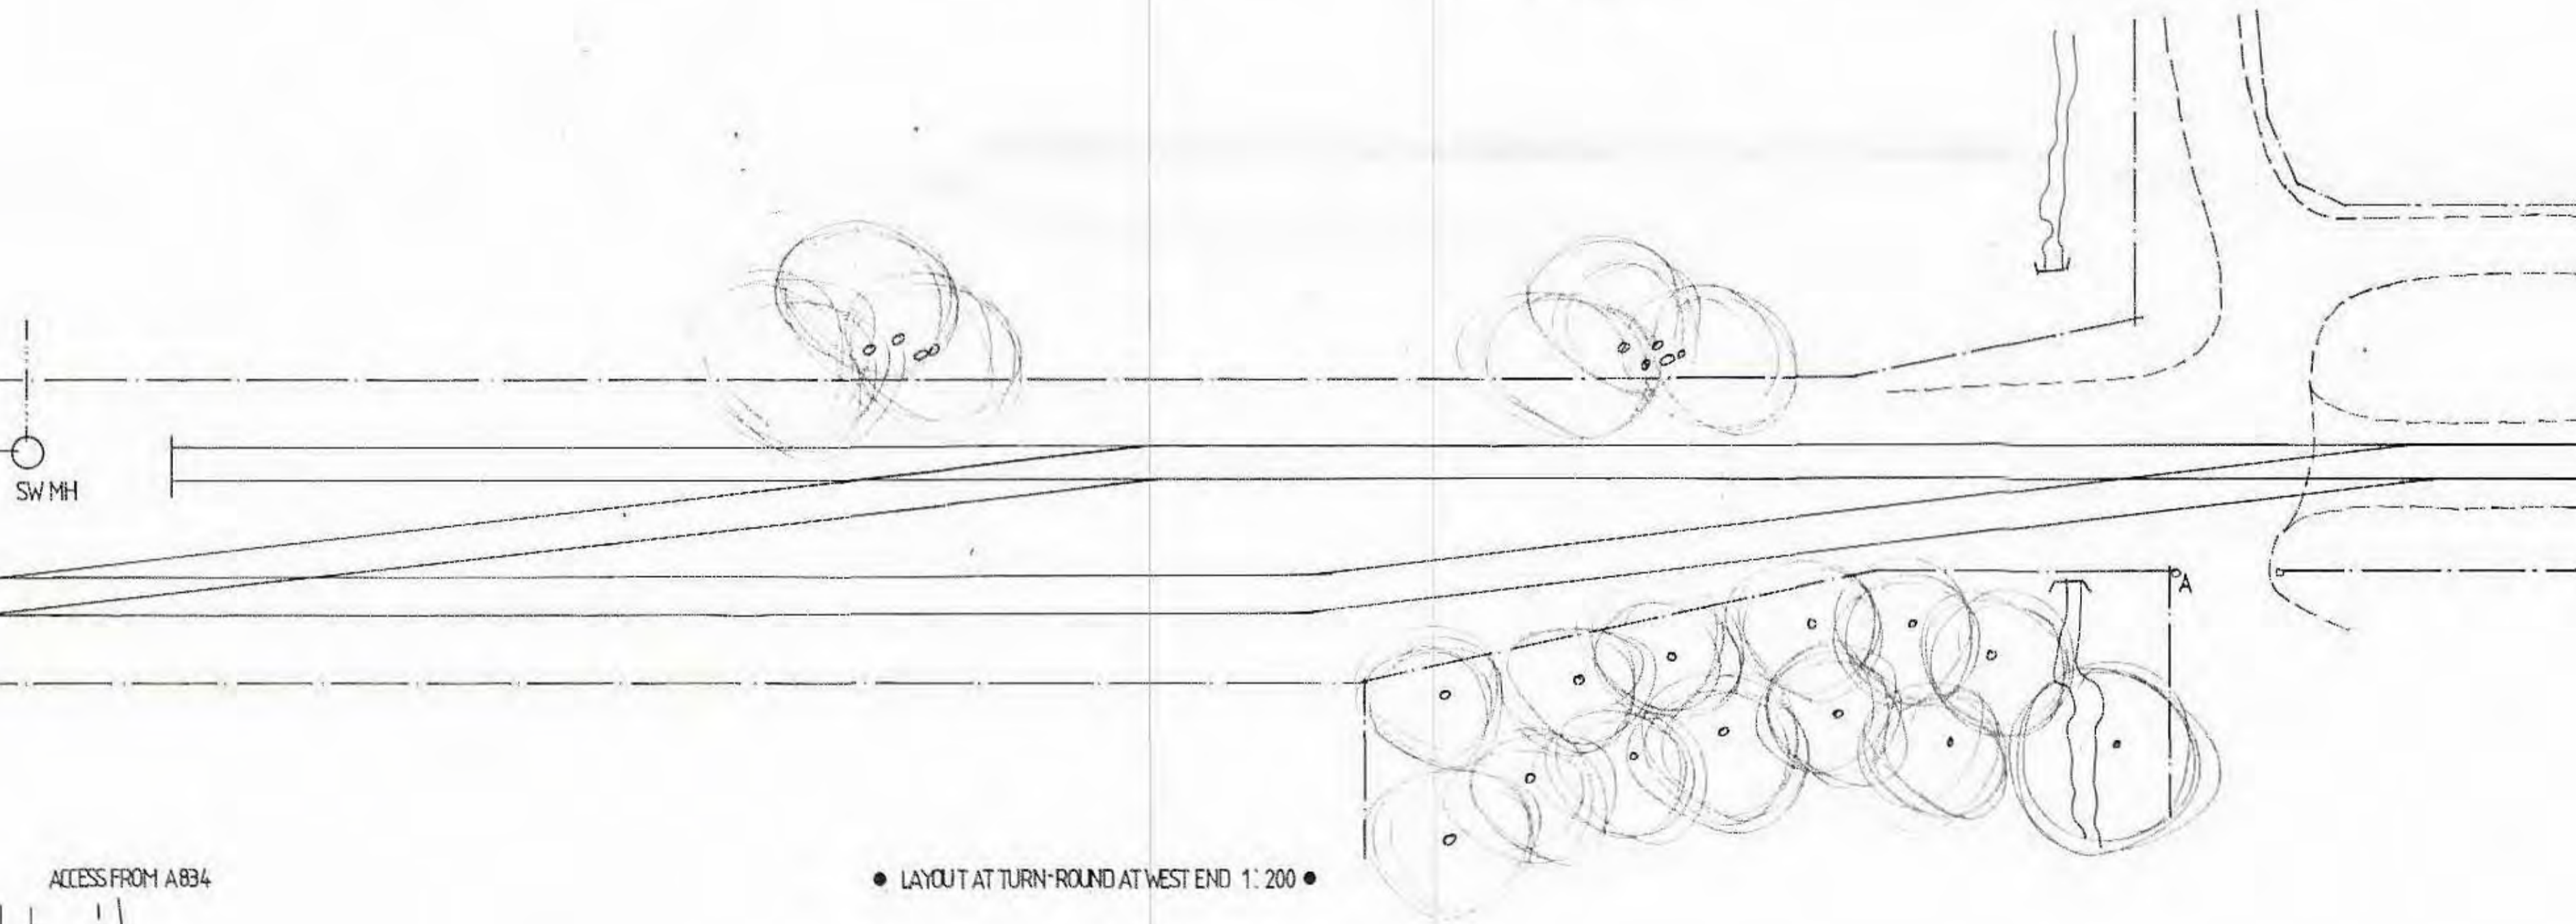 SW MH
A
ACCESS FROM A834
• LAYOUT AT TURN-ROUND AT WEST END 1:200 •